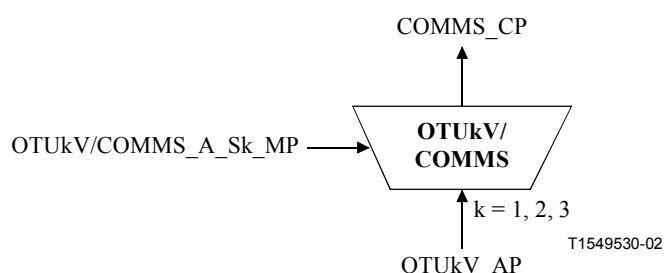 COMMS_CP
OTUkV/COMMS_A_Sk_MP
OTUkV/
COMMS
k = 1, 2, 3
T1549530-02
OTUkV_AP